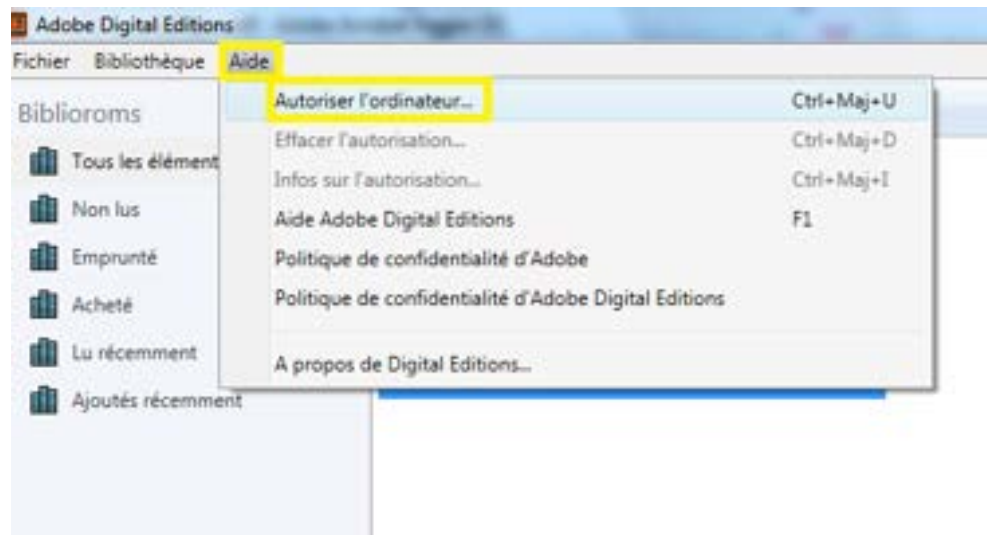 Adobe Digital Editions
Fichier Bibliothèque Aide
Biblioroms
Tous les élément
Non lus
Emprunté
Acheté
Lu récemment
Ajoutés récemment
Autoriser l'ordinateur... Ctrl+Maj+U
Effacer l'autorisation... Ctrl+Maj+D
Infos sur l'autorisation... Ctrl+Maj+I
Aide Adobe Digital Editions F1
Politique de confidentialité d'Adobe
Politique de confidentialité d'Adobe Digital Editions
A propos de Digital Editions...